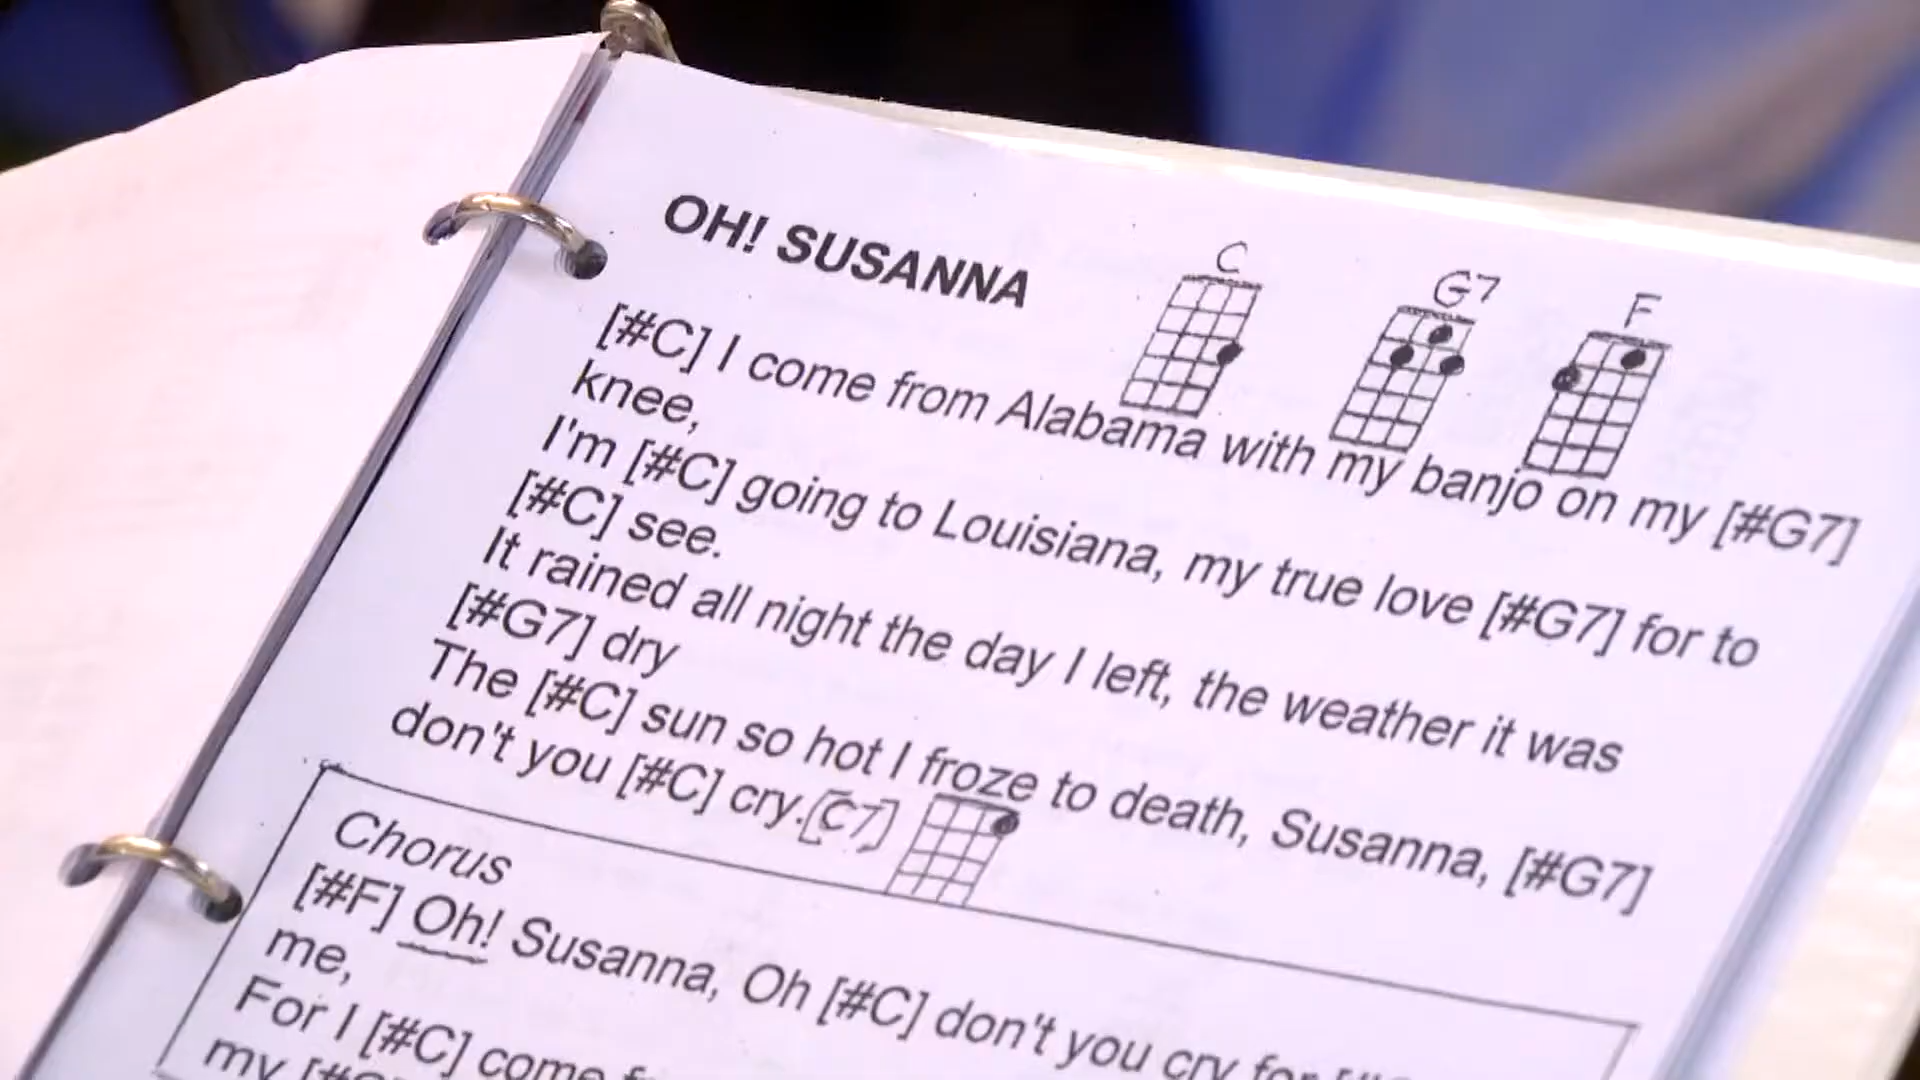 OH! SUSANNA
C G7 F
[#C] I come from Alabama with my banjo on my [#G7]
knee,
I'm [#C] going to Louisiana, my true love [#G7] for to
[#C] see.
It rained all night the day I left, the weather it was
[#G7] dry
The [#C] sun so hot I froze to death, Susanna, [#G7]
don't you [#C] cry.[C7]
Chorus
[#F] Oh! Susanna, Oh [#C] don't you cry for
me,
For I [#C] come
my